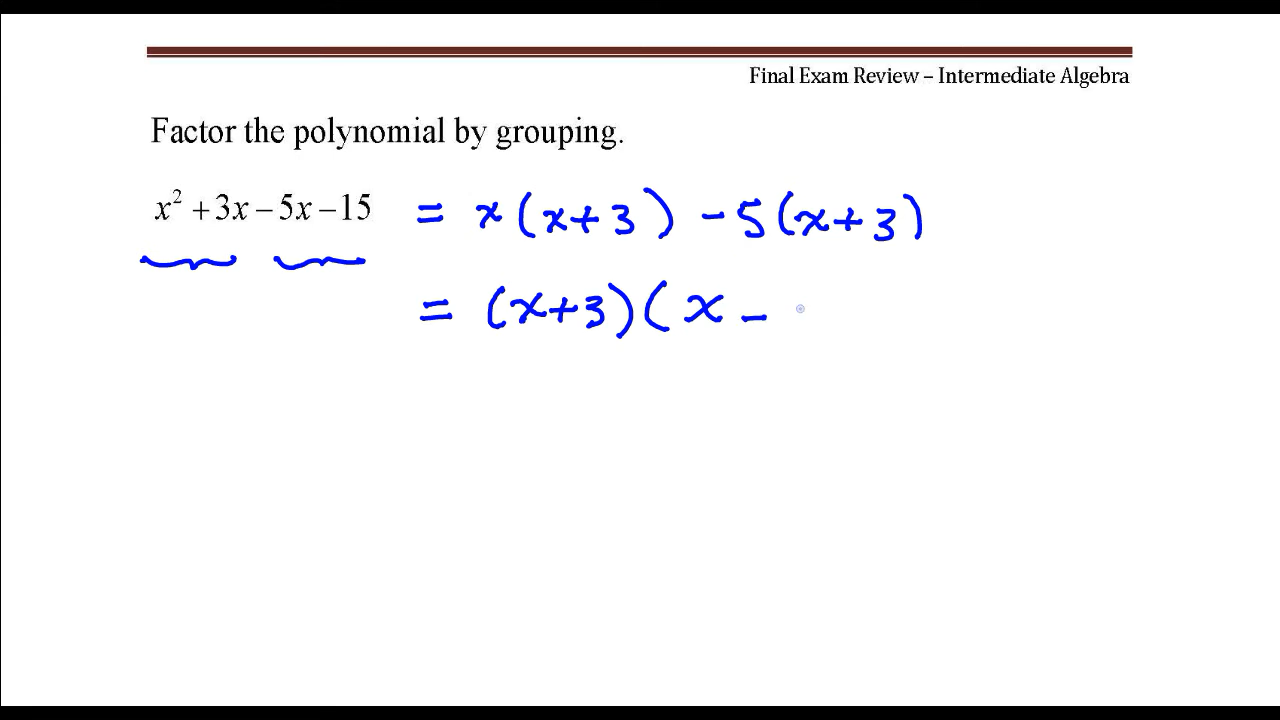 Final Exam Review – Intermediate Algebra
Factor the polynomial by grouping.
x² + 3x – 5x – 15 = x(x+3) – 5(x+3)
= (x+3)(x –